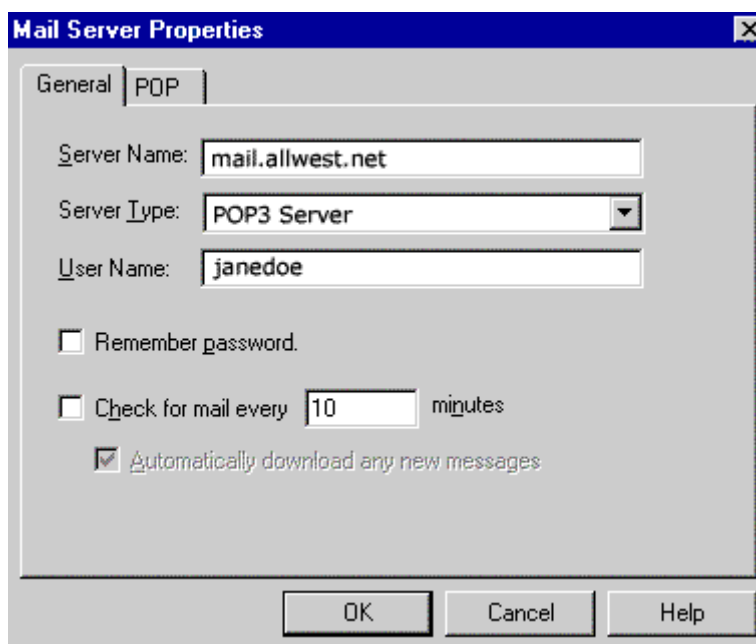 Mail Server Properties
General POP
Server Name: mail.allwest.net
Server Type: POP3 Server
User Name: janedoe
Remember password.
Check for mail every 10 minutes
Automatically download any new messages
OK Cancel Help